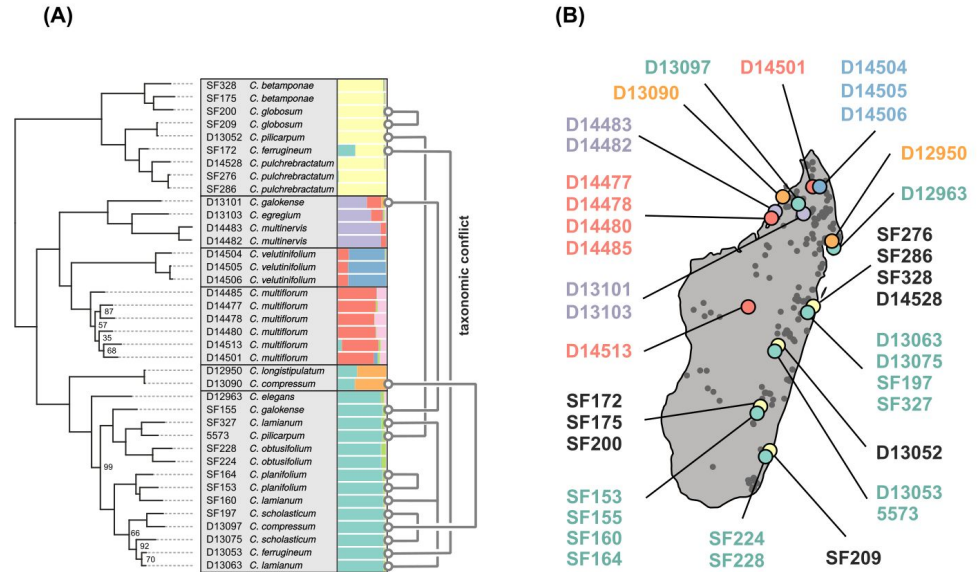 (A)
SF328 C. betamponae
SF175 C. betamponae
SF200 C. globosum
SF209 C. globosum
D13052 C. pilicarpum
SF172 C. ferrugineum
D14528 C. pulchrebractatum
SF276 C. pulchrebractatum
SF286 C. pulchrebractatum
D13101 C. galokense
D13103 C. egregium
D14483 C. multinervis
D14482 C. multinervis
D14504 C. velutinifolium
D14505 C. velutinifolium
D14506 C. velutinifolium
D14485 C. multiflorum
D14477 C. multiflorum
87
D14478 C. multiflorum
57
D14480 C. multiflorum
35
D14513 C. multiflorum
68
D14501 C. multiflorum
D12950 C. longistipulatum
D13090 C. compressum
D12963 C. elegans
SF155 C. galokense
SF327 C. lamianum
5573 C. pilicarpum
SF228 C. obtusifolium
SF224 C. obtusifolium
99
SF164 C. planifolium
SF153 C. planifolium
SF160 C. lamianum
SF197 C. scholasticum
D13097 C. compressum
66
D13075 C. scholasticum
92
D13053 C. ferrugineum
70
D13063 C. lamianum
taxonomic conflict
(B)
D13097
D14501
D14504
D14505
D14506
D13090
D14483
D14482
D12950
D12963
D14477
D14478
D14480
D14485
SF276
SF286
SF328
D14528
D13101
D13103
D13063
D13075
SF197
SF327
D14513
SF172
SF175
SF200
D13052
SF153
SF155
SF160
SF164
D13053
5573
SF224
SF228
SF209